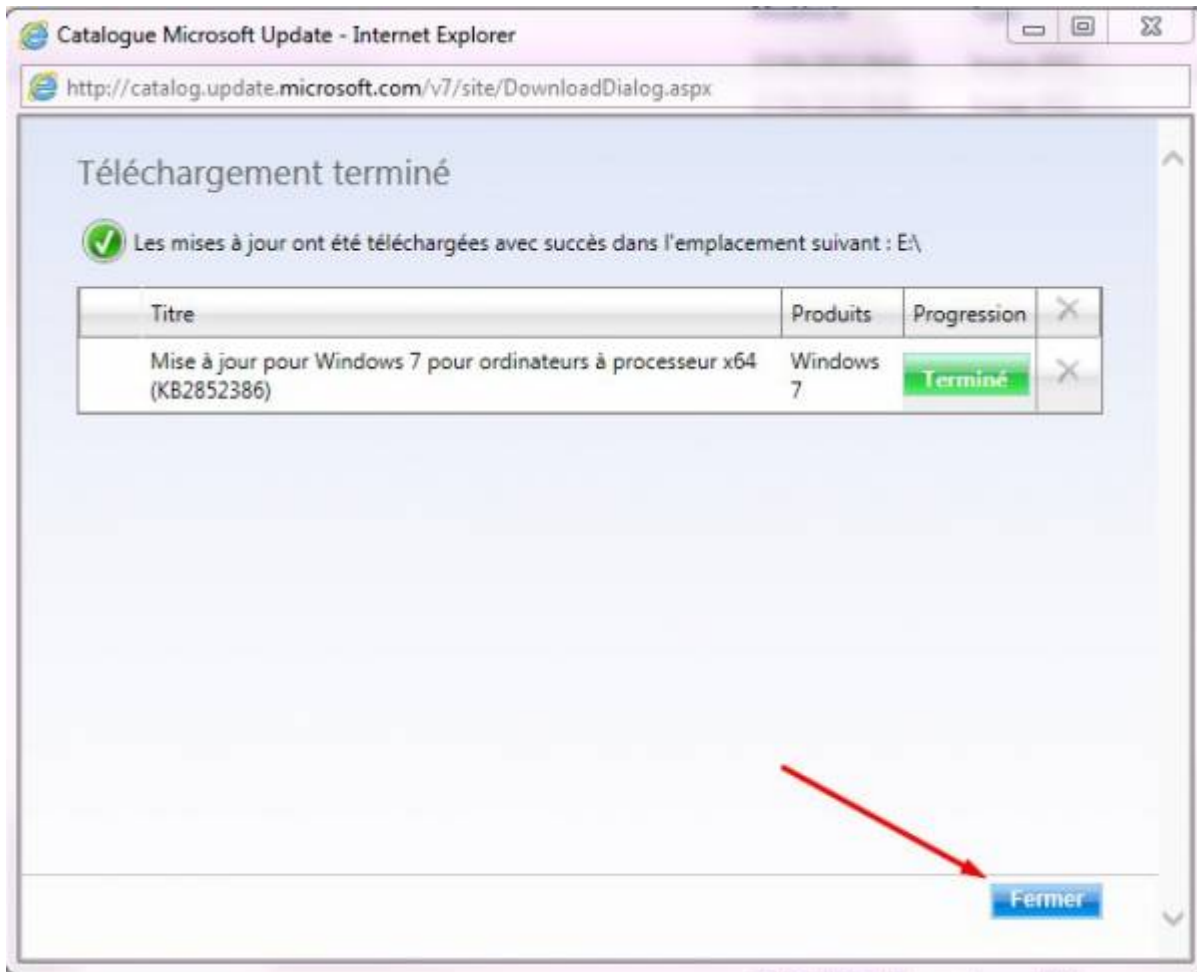 Catalogue Microsoft Update - Internet Explorer
http://catalog.update.microsoft.com/v7/site/DownloadDialog.aspx
Téléchargement terminé
Les mises à jour ont été téléchargées avec succès dans l'emplacement suivant : E:\
Titre Produits Progression
Mise à jour pour Windows 7 pour ordinateurs à processeur x64 Windows
(KB2852386) 7 Terminé
Fermer